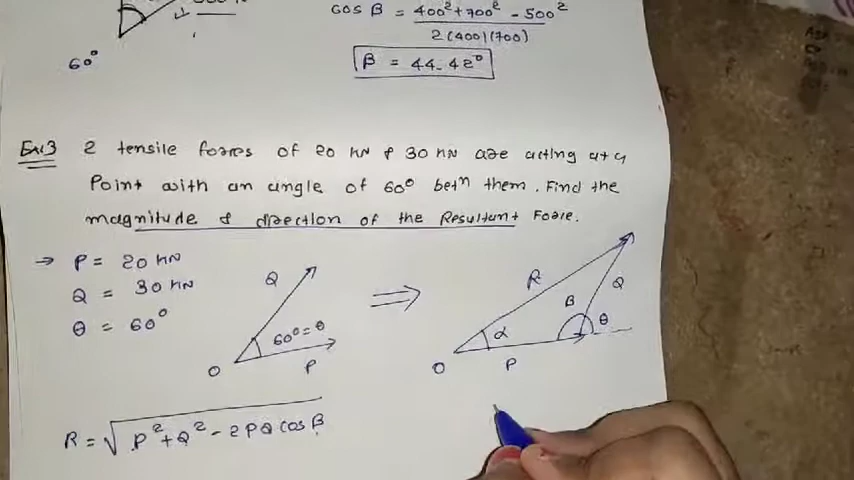 60°
cos β = 400² + 700² - 500²
2(400)(700)
β = 44.42°
Ex:3 2 tensile forces of 20 kN & 30 kN are acting at a
Point with an angle of 60° betⁿ them. Find the
magnitude & direction of the Resultant Force.
→ P = 20 kN
Q = 30 kN
θ = 60°
Q
60° = θ
O
P
⇒
R
Q
β
θ
α
O
P
R = √P² + Q² - 2PQ cos β